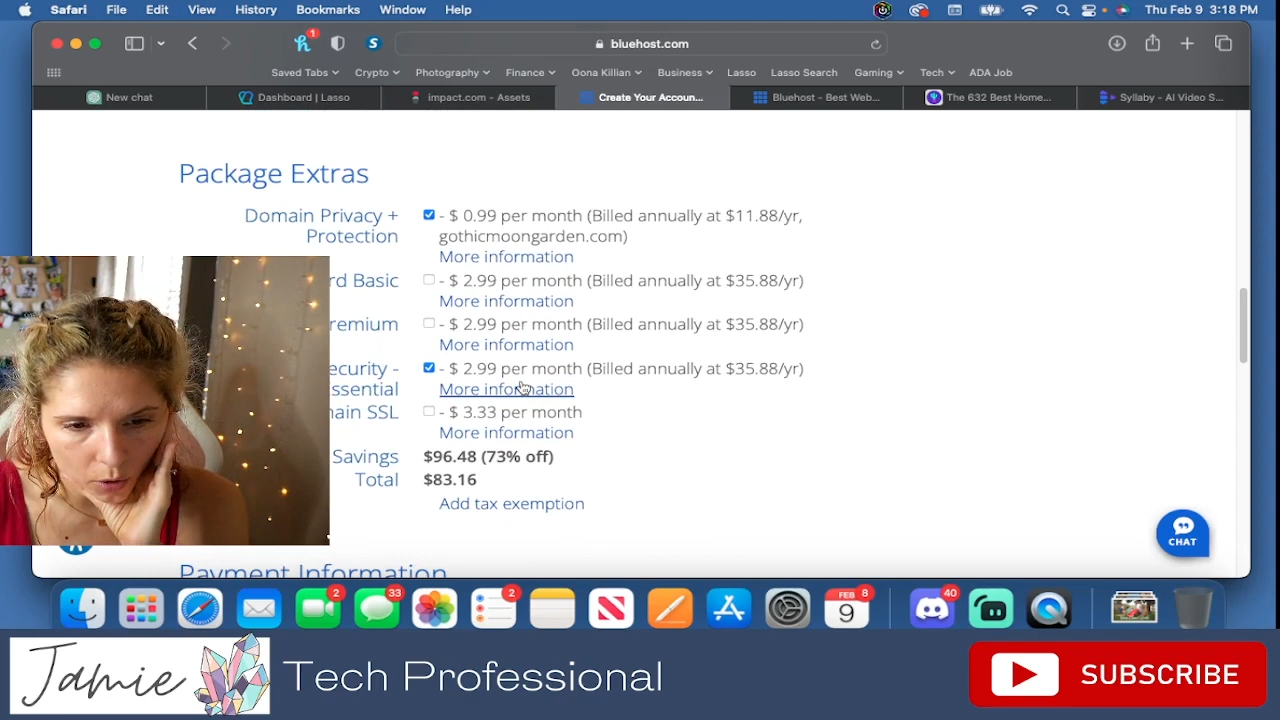 Safari File Edit View History Bookmarks Window Help Thu Feb 9 3:18 PM
1
bluehost.com
Saved Tabs Crypto Photography Finance Oona Killian Business Lasso Lasso Search Gaming Tech ADA Job
New chat Dashboard | Lasso impact.com - Assets Create Your Accoun... Bluehost - Best Web... The 632 Best Home... Syllaby - AI Video S...
Package Extras
Domain Privacy + - $ 0.99 per month (Billed annually at $11.88/yr,
Protection gothicmoongarden.com)
More information
rd Basic - $ 2.99 per month (Billed annually at $35.88/yr)
More information
remium - $ 2.99 per month (Billed annually at $35.88/yr)
More information
ecurity - - $ 2.99 per month (Billed annually at $35.88/yr)
ssential More information
ain SSL - $ 3.33 per month
More information
Savings $96.48 (73% off)
Total $83.16
Add tax exemption
CHAT
Payment Information
2 33 2 FEB 8 40
9
Jamie Tech Professional SUBSCRIBE